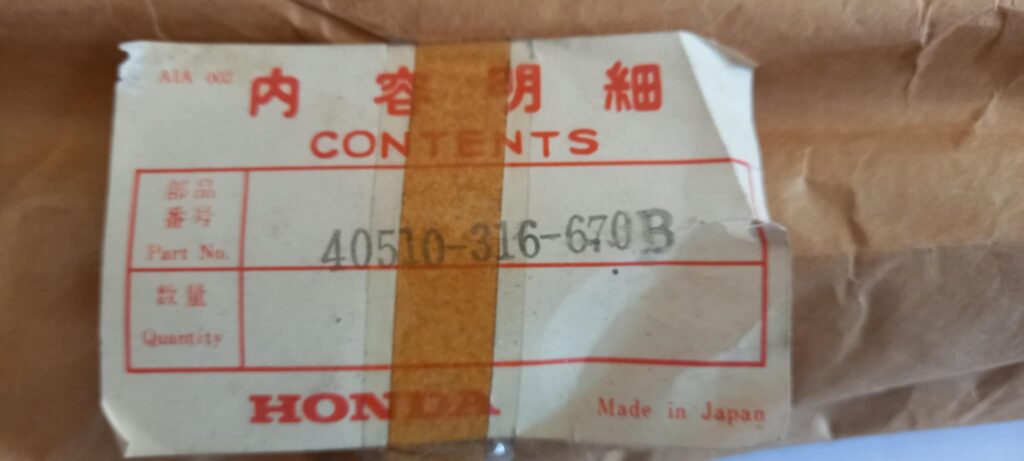 AIA 002
内容明細
CONTENTS
部品
番号
Part No.
40510-316-670B
数量
Quantity
HONDA
Made in Japan